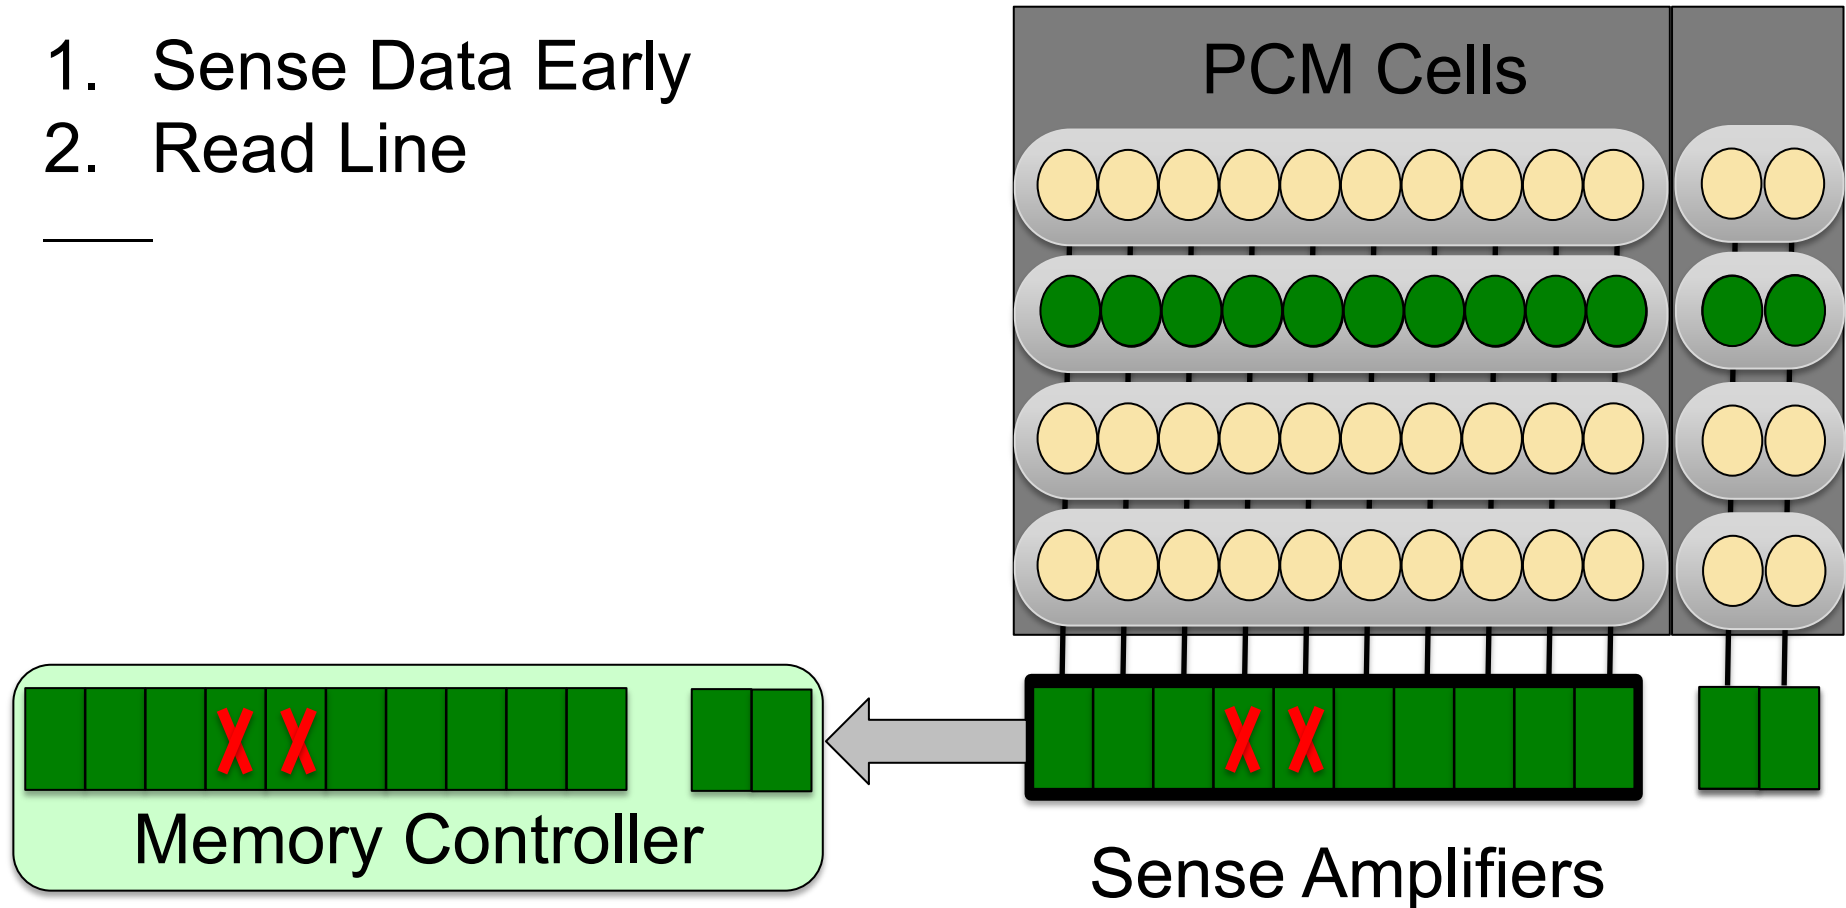 1. Sense Data Early
2. Read Line
PCM Cells
Memory Controller
Sense Amplifiers